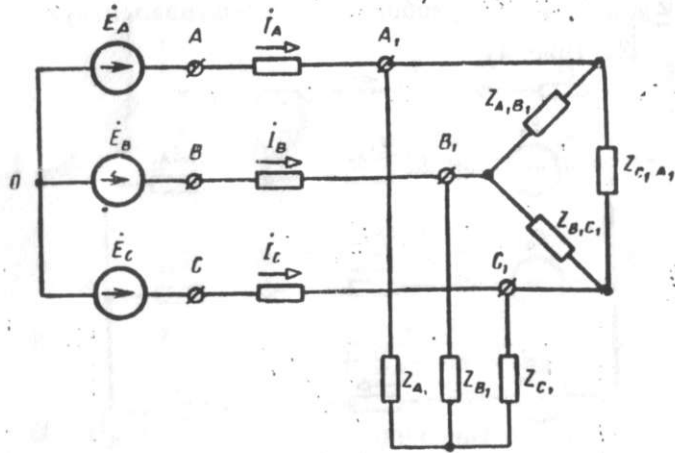 Ė_A A İ_A A₁
Z_A₁B₁
Ė_B B İ_B B₁
0
Z_C₁A₁
Z_B₁C₁
Ė_C C İ_C C₁
Z_A₁ Z_B₁ Z_C₁